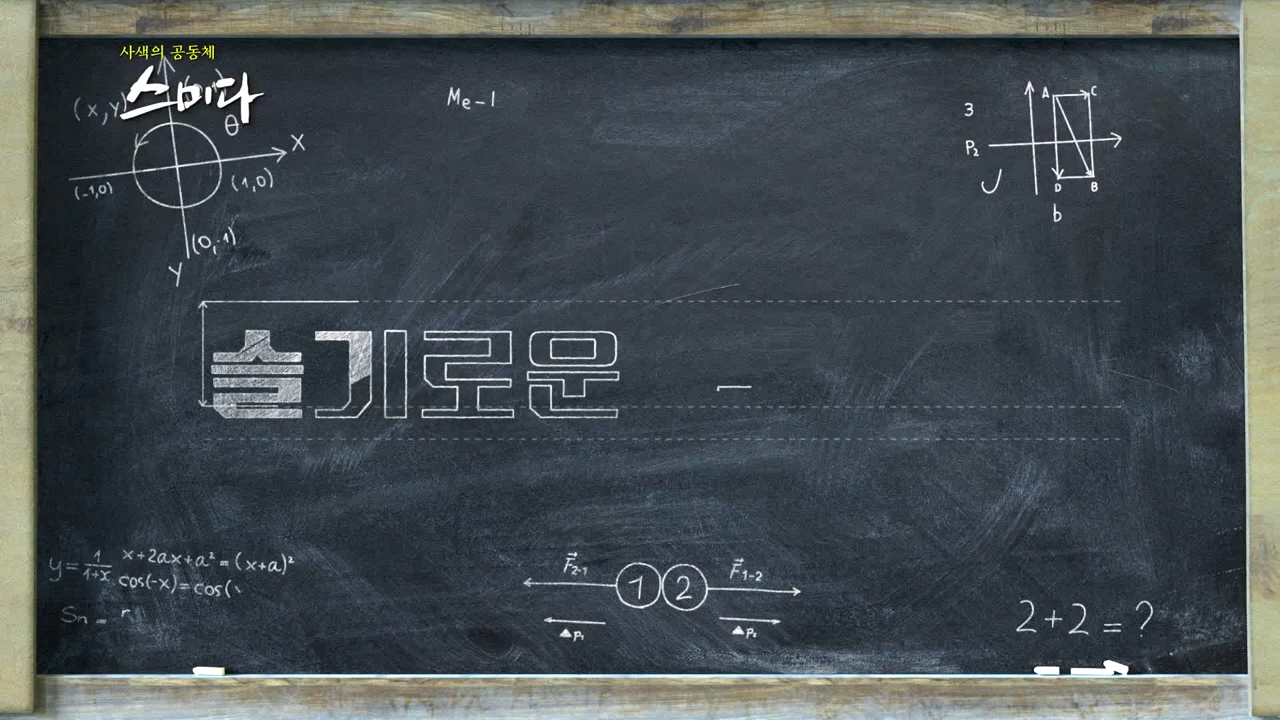 사색의 공동체
스미다
(x,y)
θ
X
(-1,0)
(1,0)
(0,-1)
Y
Me-1
3
A C
P₂
D B
b
슬기로운
y=1/(1+x) x+2ax+a²=(x+a)²
cos(-x)=cos(
Sn =
F⃗₂₋₁ 1 2 F⃗₁₋₂
▲p₁ ▲p₂
2+2=?